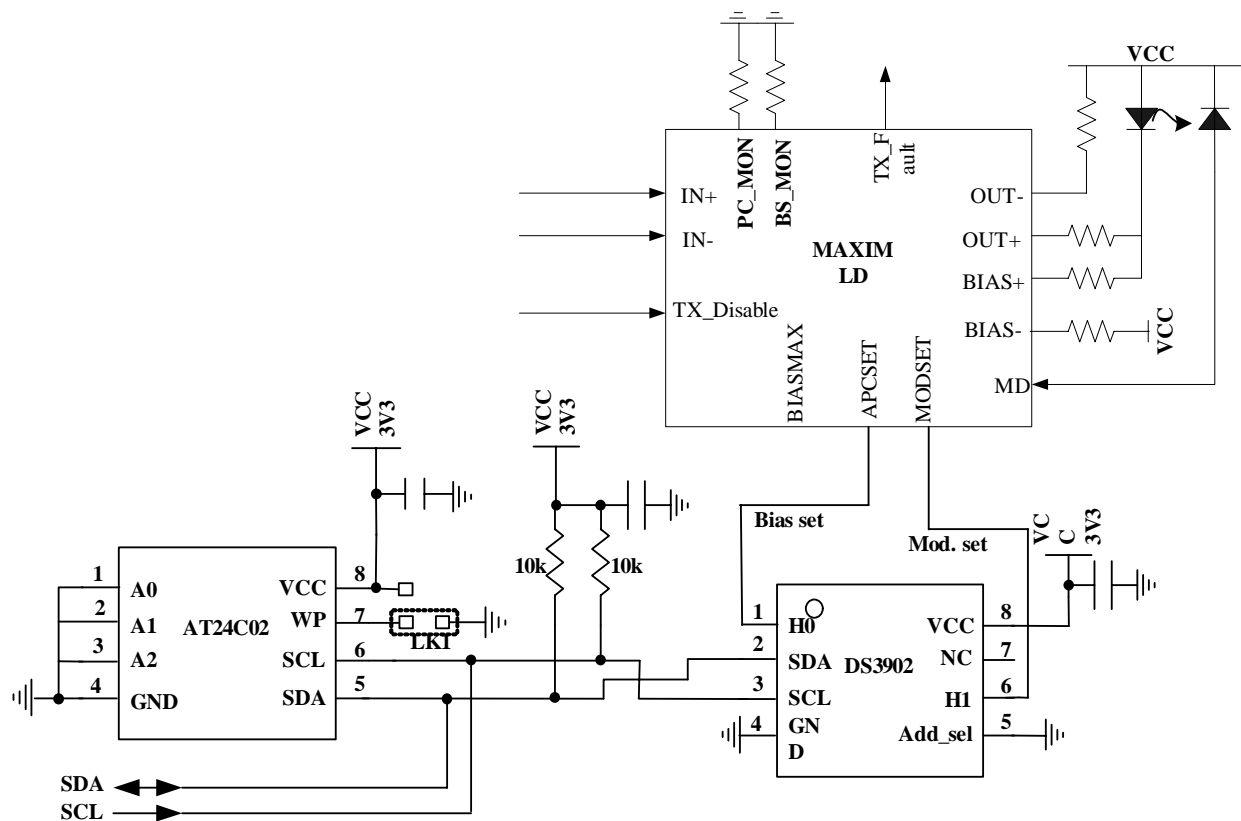 VCC
PC_MON
BS_MON
TX_F
ault
IN+
IN-
TX_Disable
MAXIM
LD
OUT-
OUT+
BIAS+
BIAS-
VCC
MD
BIASMAX
APCSET
MODSET
VCC
3V3
VCC
3V3
Bias set
Mod. set
VC
C
3V3
10k
10k
1
A0
2
A1
3
A2
4
GND
AT24C02
VCC
8
WP
7
LK1
SCL
6
SDA
5
1
H0
2
SDA
3
SCL
4
GN
D
DS3902
VCC
8
NC
7
H1
6
Add_sel
5
SDA
SCL